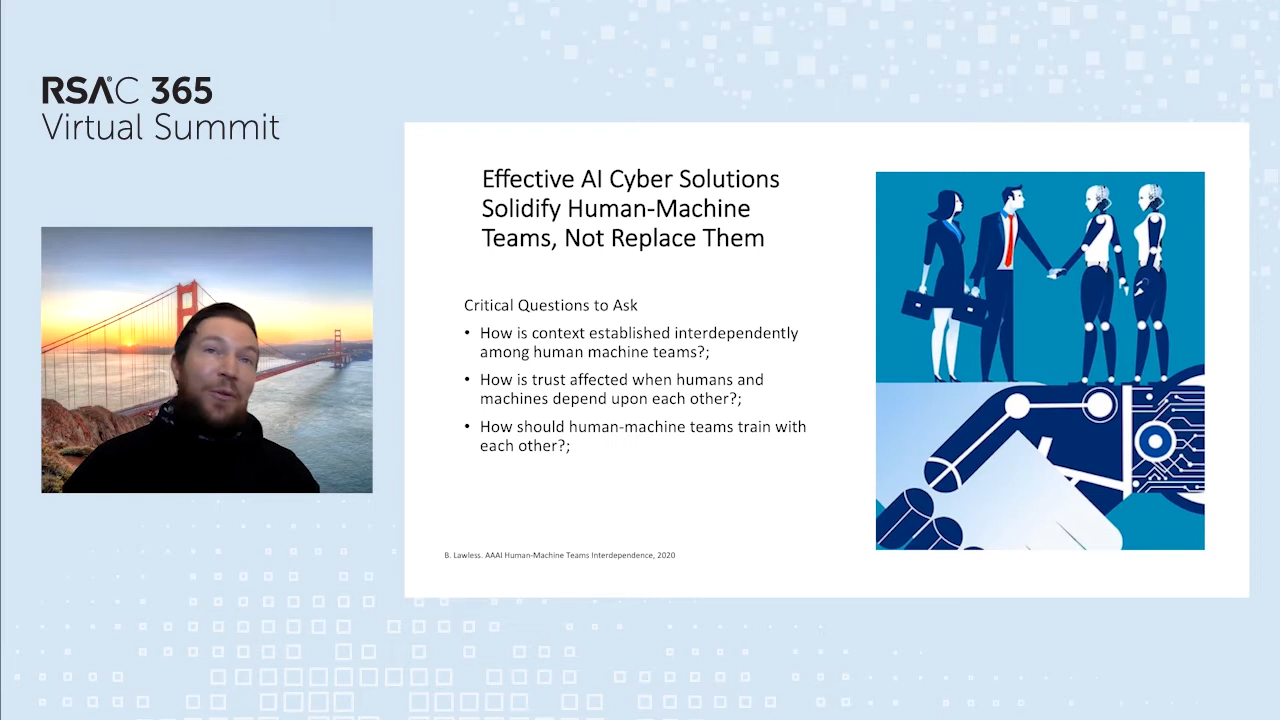 RSAC 365
Virtual Summit
Effective AI Cyber Solutions
Solidify Human-Machine
Teams, Not Replace Them
Critical Questions to Ask
• How is context established interdependently
among human machine teams?;
• How is trust affected when humans and
machines depend upon each other?;
• How should human-machine teams train with
each other?;
B. Lawless. AAAI Human-Machine Teams Interdependence, 2020